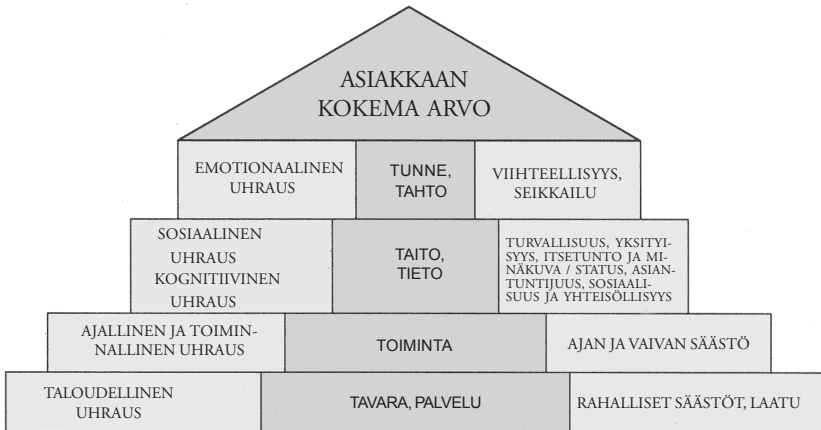 ASIAKKAAN
KOKEMA ARVO
EMOTIONAALINEN
UHRAUS
TUNNE,
TAHTO
VIIHTEELLISYYS,
SEIKKAILU
SOSIAALINEN
UHRAUS
KOGNITIIVINEN
UHRAUS
TAITO,
TIETO
TURVALLISUUS, YKSITYI-
SYYS, ITSETUNTO JA MI-
NÄKUVA / STATUS, ASIAN-
TUNTIJUUS, SOSIAALI-
SUUS JA YHTEISÖLLISYYS
AJALLINEN JA TOIMIN-
NALLINEN UHRAUS
TOIMINTA
AJAN JA VAIVAN SÄÄSTÖ
TALOUDELLINEN
UHRAUS
TAVARA, PALVELU
RAHALLISET SÄÄSTÖT, LAATU